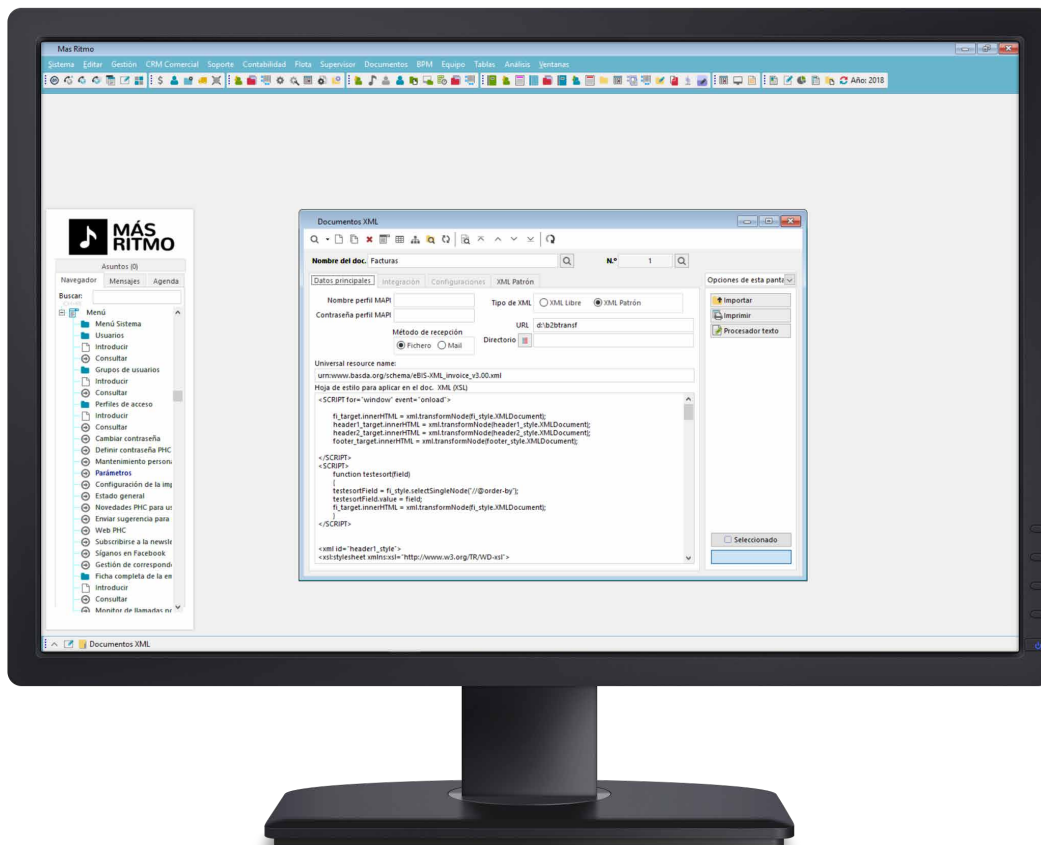 Mas Ritmo
Sistema Editar Gestión CRM Comercial Soporte Contabilidad Flota Supervisor Documentos BPM Equipo Tablas Análisis Ventanas
Año: 2018
MÁS
RITMO
Asuntos (0)
Navegador Mensajes Agenda
Buscar:
Menú
Menú Sistema
Usuarios
Introducir
Consultar
Grupos de usuarios
Introducir
Consultar
Perfiles de acceso
Introducir
Consultar
Cambiar contraseña
Definir contraseña PHC
Mantenimiento person
Parámetros
Configuración de la im
Estado general
Novedades PHC para us
Enviar sugerencia para
Web PHC
Subscribirse a la newsle
Síganos en Facebook
Gestión de correspond
Ficha completa de la en
Introducir
Consultar
Monitor de llamadas
Documentos XML
Nombre del doc. Facturas N.º 1
Datos principales Integración Configuraciones XML Patrón
Opciones de esta panta
Nombre perfil MAPI
Tipo de XML XML Libre XML Patrón
Contraseña perfil MAPI
URL d:\b2btransf
Método de recepción
Directorio
Fichero Mail
Importar
Imprimir
Procesador texto
Universal resource name:
urn:www.basda.org/schema/eBIS-XML_invoice_v3.00.xml
Hoja de estilo para aplicar en el doc. XML (XSL)
<SCRIPT for="window" event="onload">
fi_target.innerHTML = xml.transformNode(fi_style.XMLDocument);
header1_target.innerHTML = xml.transformNode(header1_style.XMLDocument);
header2_target.innerHTML = xml.transformNode(header2_style.XMLDocument);
footer_target.innerHTML = xml.transformNode(footer_style.XMLDocument);
</SCRIPT>
<SCRIPT>
function testesort(field)
{
testesortField = fi_style.selectSingleNode("//@order-by");
testesortField.value = field;
fi_target.innerHTML = xml.transformNode(fi_style.XMLDocument);
}
</SCRIPT>
<xml id="header1_style">
<xsl:stylesheet xmlns:xsl="http://www.w3.org/TR/WD-xsl">
Seleccionado
Documentos XML